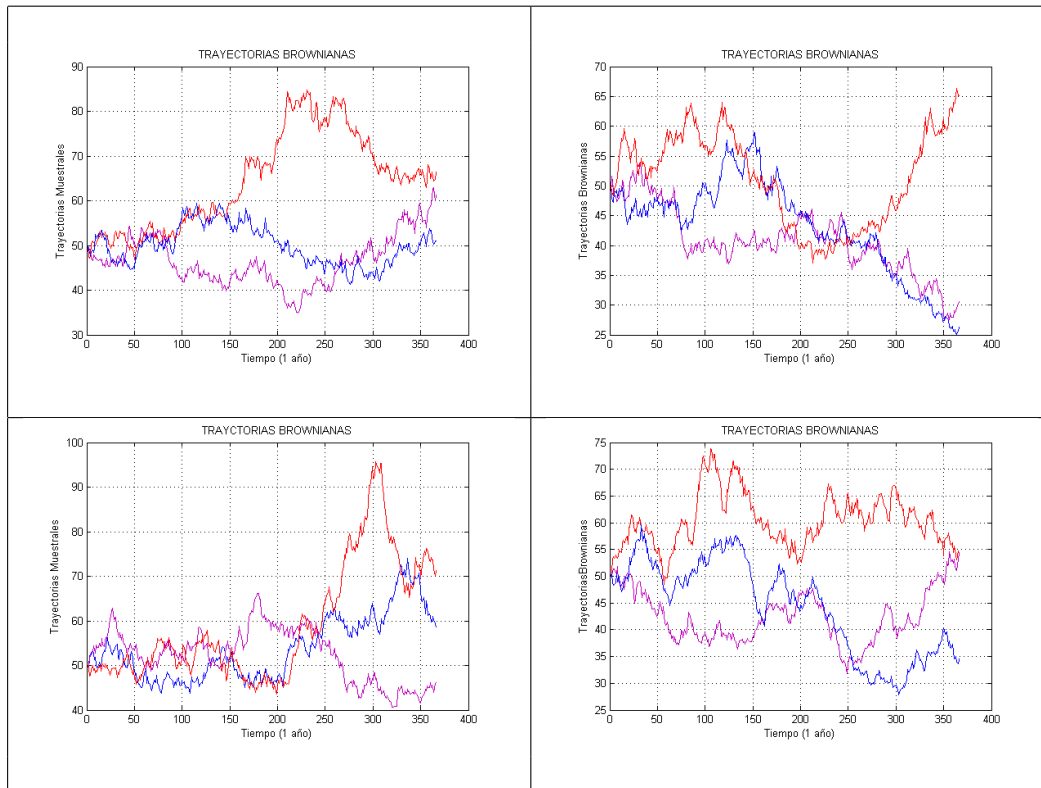 TRAYECTORIAS BROWNIANAS
90
80
70
60
50
40
30
Trayectorias Muestrales
0 50 100 150 200 250 300 350 400
Tiempo (1 año)
TRAYECTORIAS BROWNIANAS
70
65
60
55
50
45
40
35
30
25
Trayectorias Brownianas
0 50 100 150 200 250 300 350 400
Tiempo (1 año)
TRAYCTORIAS BROWNIANAS
100
90
80
70
60
50
40
Trayectorias Muestrales
0 50 100 150 200 250 300 350 400
Tiempo (1 año)
TRAYECTORIAS BROWNIANAS
75
70
65
60
55
50
45
40
35
30
25
TrayectoriasBrownianas
0 50 100 150 200 250 300 350 400
Tiempo (1 año)